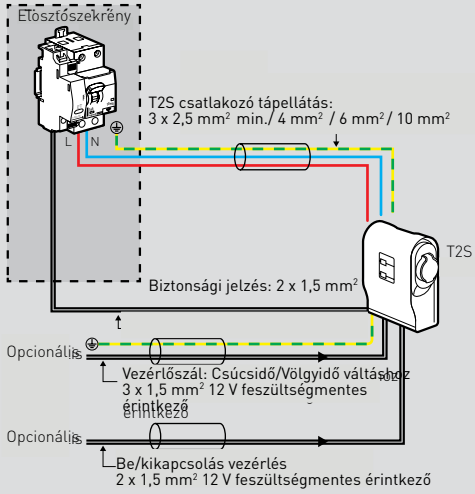 Elosztószekrény
T2S csatlakozó tápellátás:
3 x 2,5 mm² min./ 4 mm² / 6 mm² / 10 mm²
L N
T2S
Biztonsági jelzés: 2 x 1,5 mm²
Opcionális
Vezérlőszál: Csúcsidő/Völgyidő váltáshoz
3 x 1,5 mm² 12 V feszültségmentes
érintkező
Opcionális
Be/kikapcsolás vezérlés
2 x 1,5 mm² 12 V feszültségmentes érintkező